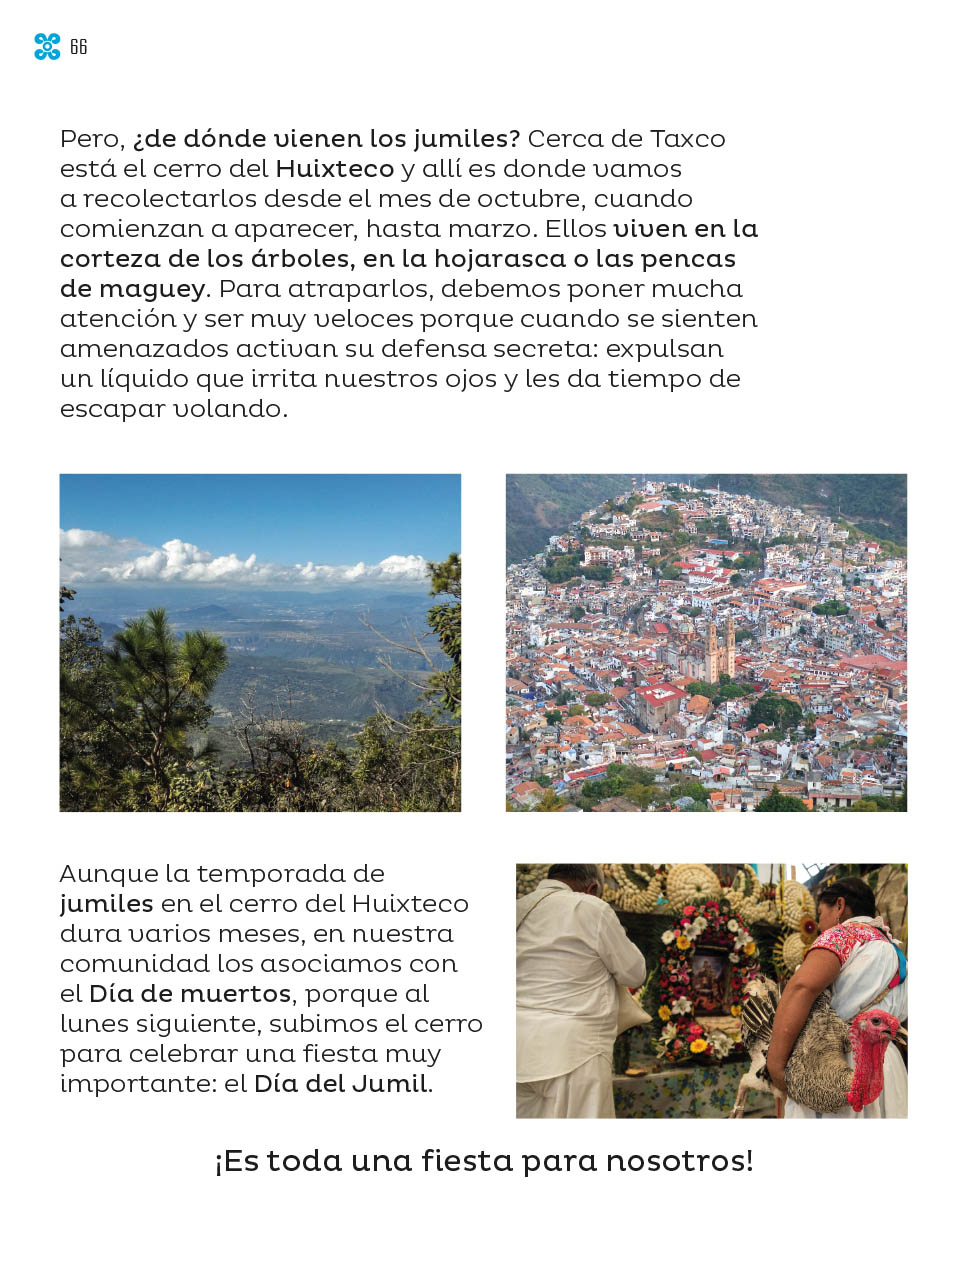 66
Pero, ¿de dónde vienen los jumiles? Cerca de Taxco
está el cerro del Huixteco y allí es donde vamos
a recolectarlos desde el mes de octubre, cuando
comienzan a aparecer, hasta marzo. Ellos viven en la
corteza de los árboles, en la hojarasca o las pencas
de maguey. Para atraparlos, debemos poner mucha
atención y ser muy veloces porque cuando se sienten
amenazados activan su defensa secreta: expulsan
un líquido que irrita nuestros ojos y les da tiempo de
escapar volando.
Aunque la temporada de
jumiles en el cerro del Huixteco
dura varios meses, en nuestra
comunidad los asociamos con
el Día de muertos, porque al
lunes siguiente, subimos el cerro
para celebrar una fiesta muy
importante: el Día del Jumil.
¡Es toda una fiesta para nosotros!